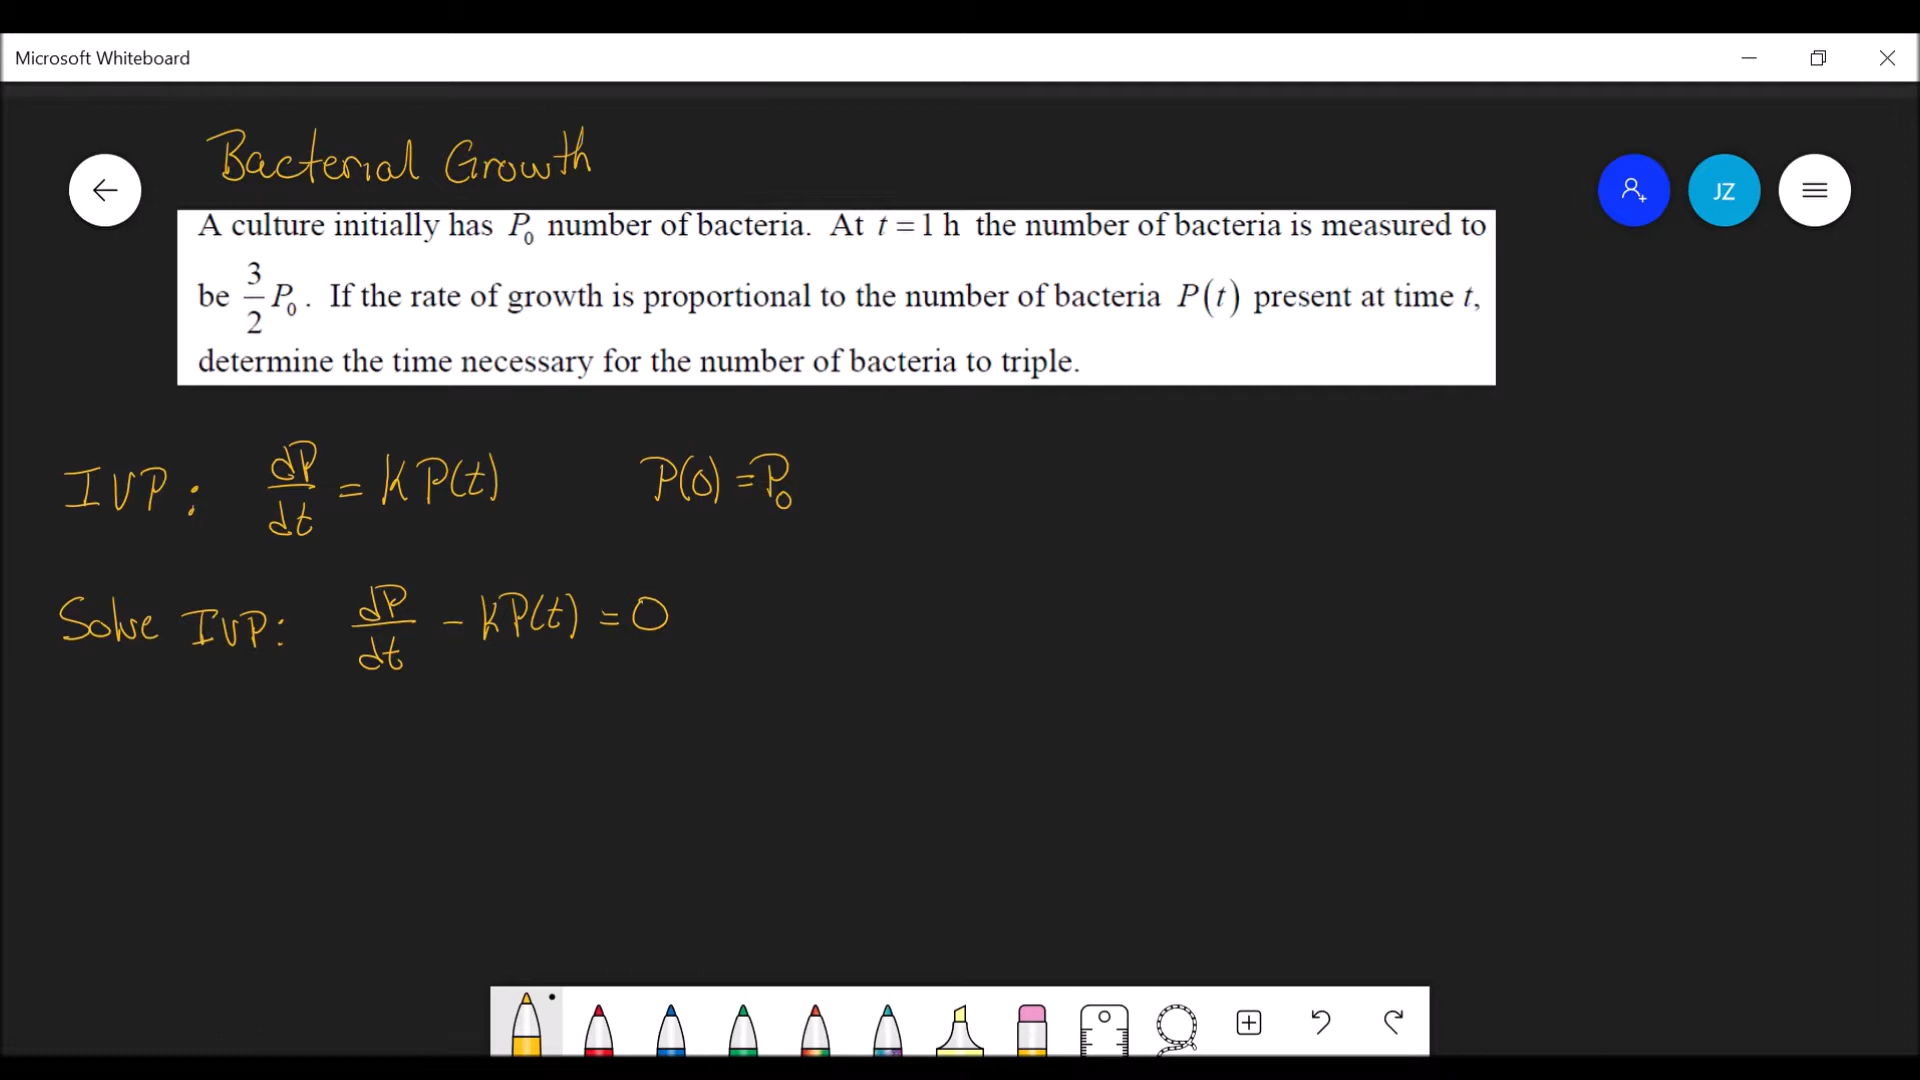 Microsoft Whiteboard
Bacterial Growth
JZ
A culture initially has P₀ number of bacteria. At t = 1 h the number of bacteria is measured to
be 3/2 P₀. If the rate of growth is proportional to the number of bacteria P(t) present at time t,
determine the time necessary for the number of bacteria to triple.
IVP: dP/dt = KP(t) P(0) = P₀
Solve IVP: dP/dt - KP(t) = 0